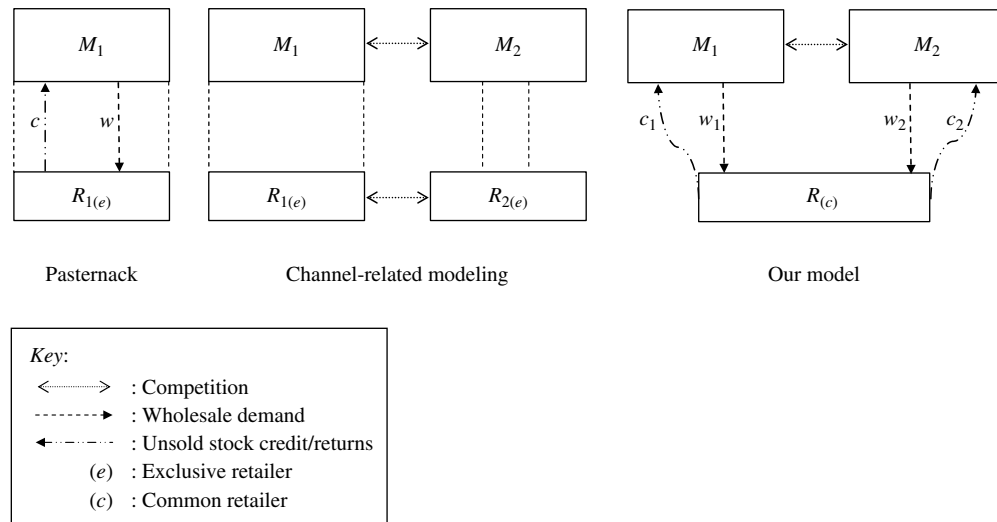 M1
M1
M2
M1
M2
c
w
c1
w1
w2
c2
R1(e)
R1(e)
R2(e)
R(c)
Pasternack
Channel-related modeling
Our model
Key:
: Competition
: Wholesale demand
: Unsold stock credit/returns
(e) : Exclusive retailer
(c) : Common retailer